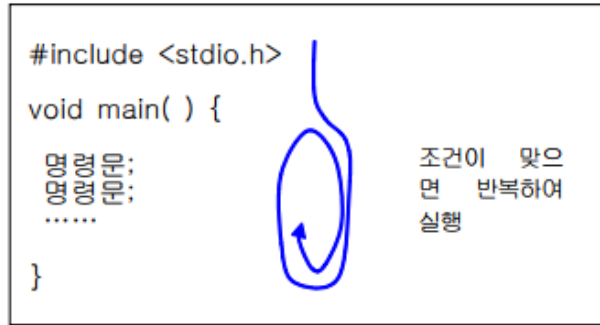 #include <stdio.h>
void main( ) {
명령문;
명령문;
……
}
조건이 맞으
면 반복하여
실행